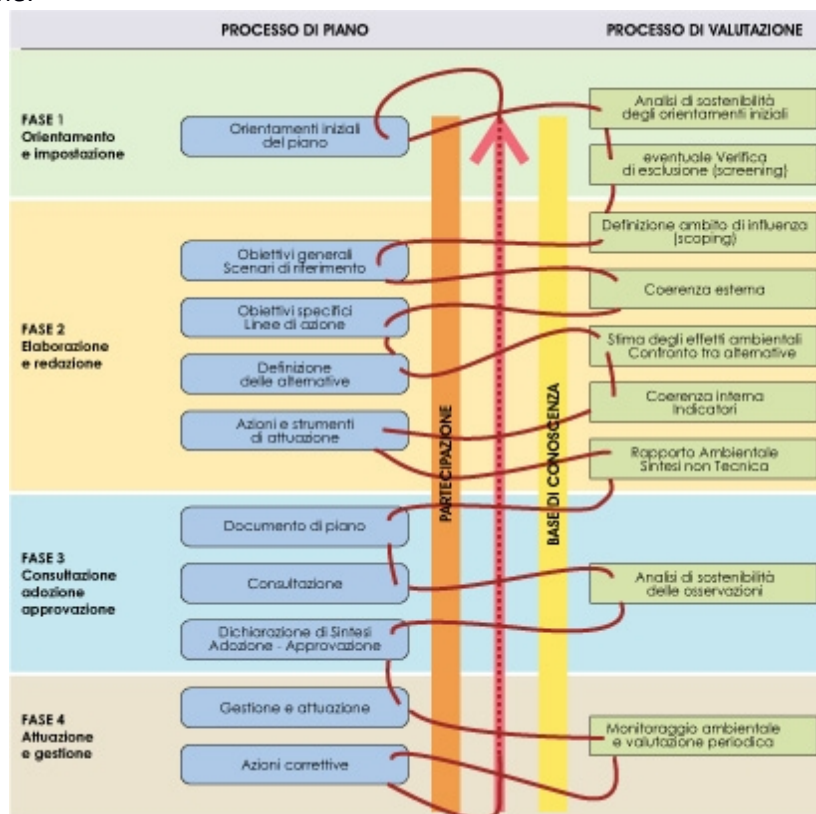 ne.
PROCESSO DI PIANO
PROCESSO DI VALUTAZIONE
FASE 1
Orientamento
e impostazione
Orientamenti iniziali
del piano
Analisi di sostenibilità
degli orientamenti iniziali
eventuale Verifica
di esclusione (screening)
FASE 2
Elaborazione
e redazione
Obiettivi generali
Scenari di riferimento
Obiettivi specifici
Linee di azione
Definizione
delle alternative
Azioni e strumenti
di attuazione
Definizione ambito di influenza
(scoping)
Coerenza esterna
Stima degli effetti ambientali
Confronto tra alternative
Coerenza interna
Indicatori
Rapporto Ambientale
Sintesi non Tecnica
PARTECIPAZIONE
BASE DI CONOSCENZA
FASE 3
Consultazione
adozione
approvazione
Documento di piano
Consultazione
Dichiarazione di Sintesi
Adozione - Approvazione
Analisi di sostenibilità
delle osservazioni
FASE 4
Attuazione
e gestione
Gestione e attuazione
Azioni correttive
Monitoraggio ambientale
e valutazione periodica